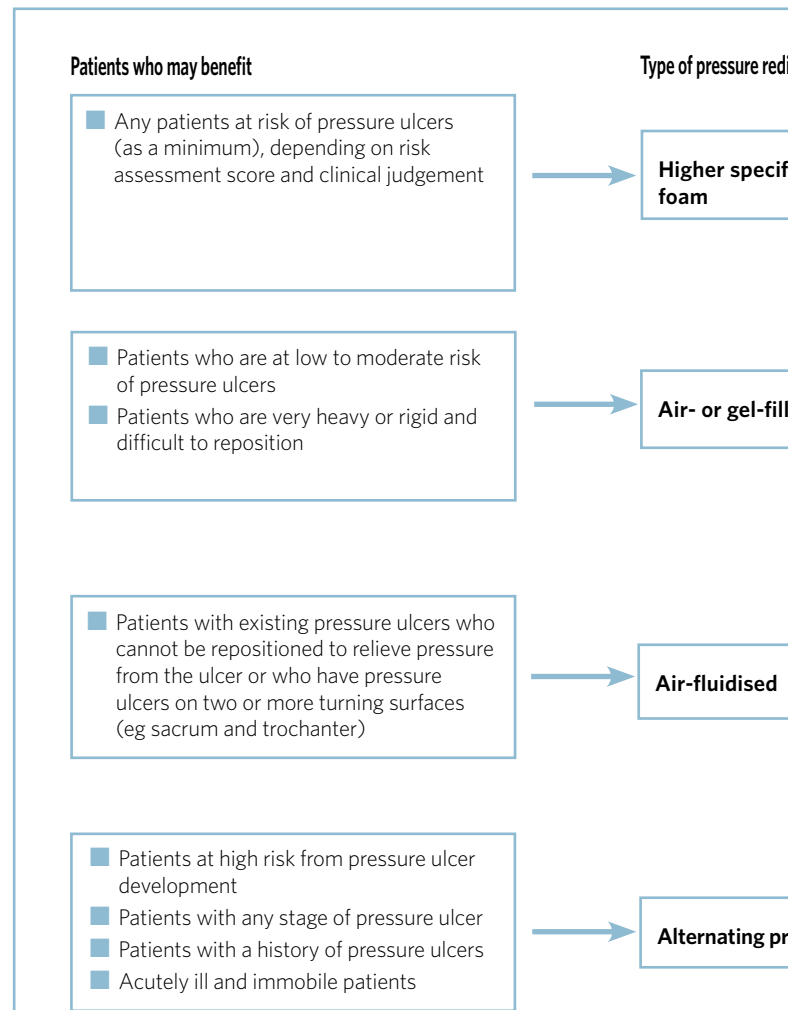 Patients who may benefit
Type of pressure
Any patients at risk of pressure ulcers
(as a minimum), depending on risk
assessment score and clinical judgement
Higher
foam
Patients who are at low to moderate risk
of pressure ulcers
Patients who are very heavy or rigid and
difficult to reposition
Air- or
Patients with existing pressure ulcers who
cannot be repositioned to relieve pressure
from the ulcer or who have pressure
ulcers on two or more turning surfaces
(eg sacrum and trochanter)
Air-fluidised
Patients at high risk from pressure ulcer
development
Patients with any stage of pressure ulcer
Patients with a history of pressure ulcers
Acutely ill and immobile patients
Alternating